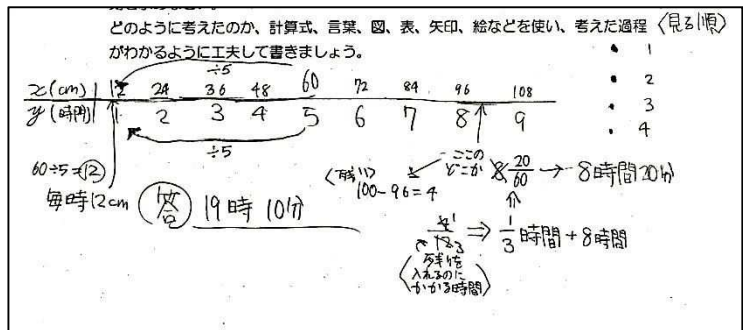 どのように考えたのか、計算式、言葉、図、表、矢印、絵などを使い、考えた過程
がわかるように工夫して書きましょう。
〈見る順〉
・ 1
・ 2
・ 3
・ 4
÷5
x(cm) 12 24 36 48 60 72 84 96 108
y(時間) 1 2 3 4 5 6 7 8 9
÷5
60÷5=12
毎時12cm
答 19時10分
〈残り〉
100-96=4
ここの
どこか
8 20/60 → 8時間20分
4/12 1/3 ⇒ 1/3時間+8時間
〈残りを
入れるのに
かかる時間〉